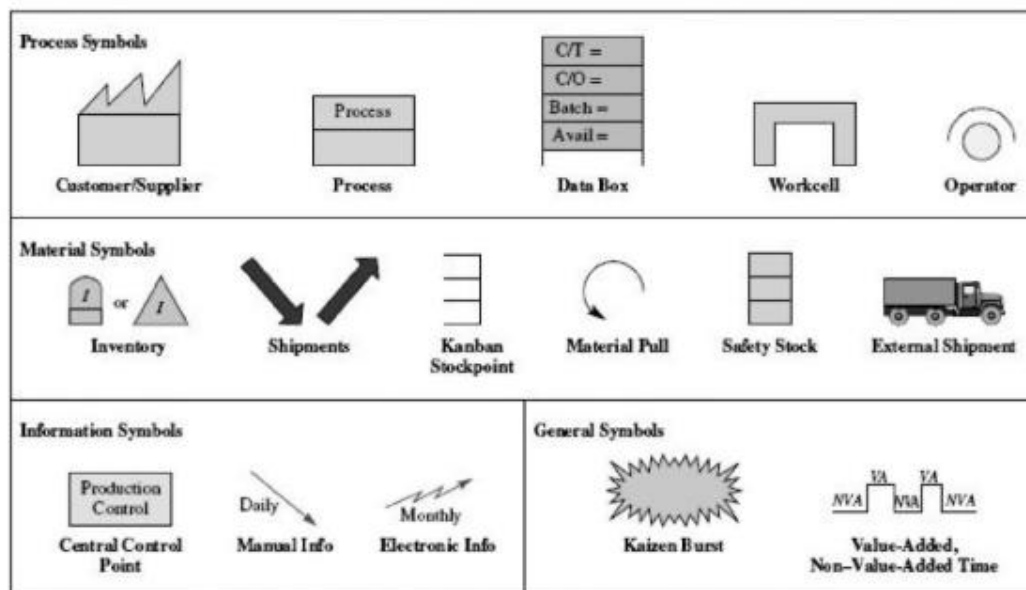 Process Symbols
C/T =
C/O =
Batch =
Avail =
Process
Customer/Supplier
Process
Data Box
Workcell
Operator
Material Symbols
I or I
Inventory
Shipments
Kanban
Stockpoint
Material Pull
Safety Stock
External Shipment
Information Symbols
Production
Control
Daily
Monthly
Central Control
Point
Manual Info
Electronic Info
General Symbols
Kaizen Burst
VA VA
NVA NVA NVA
Value-Added,
Non–Value-Added Time